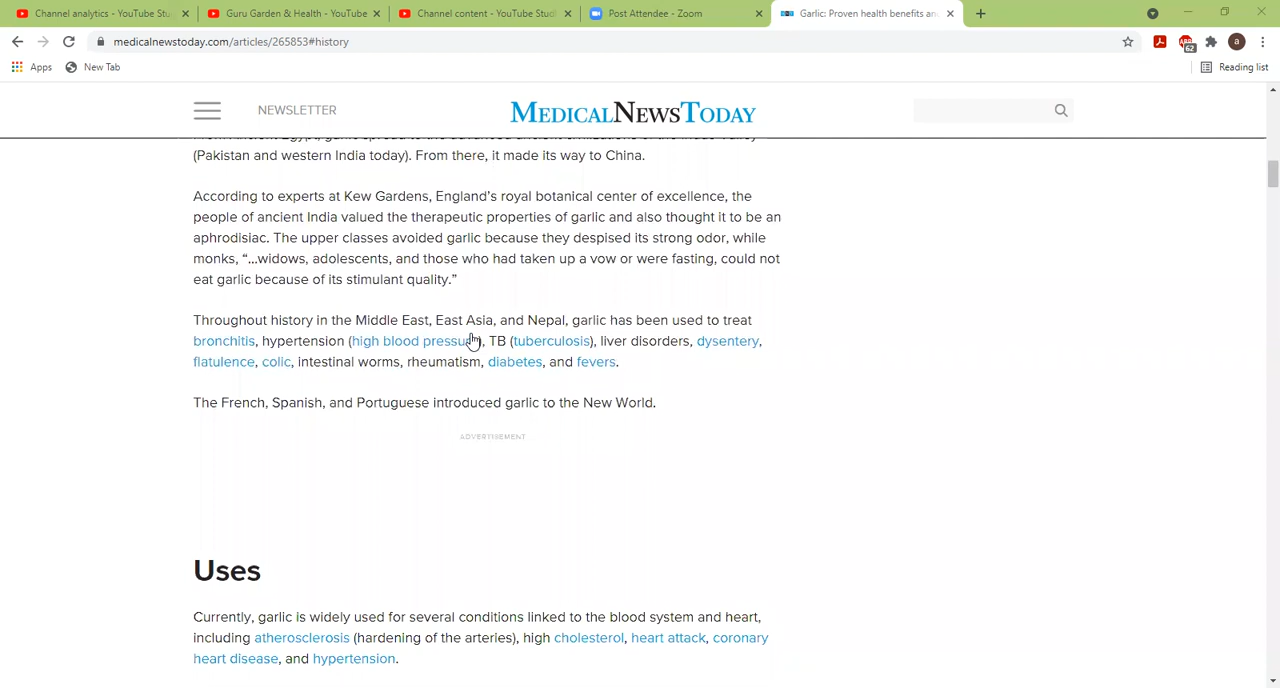 Channel analytics - YouTube Stu
Guru Garden & Health - YouTube
Channel content - YouTube Stud
Post Attendee - Zoom
Garlic: Proven health benefits an
medicalnewstoday.com/articles/265853#history
62
a
Apps
New Tab
Reading list
NEWSLETTER
MEDICALNEWSTODAY
(Pakistan and western India today). From there, it made its way to China.
According to experts at Kew Gardens, England's royal botanical center of excellence, the
people of ancient India valued the therapeutic properties of garlic and also thought it to be an
aphrodisiac. The upper classes avoided garlic because they despised its strong odor, while
monks, “…widows, adolescents, and those who had taken up a vow or were fasting, could not
eat garlic because of its stimulant quality.”
Throughout history in the Middle East, East Asia, and Nepal, garlic has been used to treat
bronchitis, hypertension (high blood pressure), TB (tuberculosis), liver disorders, dysentery,
flatulence, colic, intestinal worms, rheumatism, diabetes, and fevers.
The French, Spanish, and Portuguese introduced garlic to the New World.
ADVERTISEMENT
Uses
Currently, garlic is widely used for several conditions linked to the blood system and heart,
including atherosclerosis (hardening of the arteries), high cholesterol, heart attack, coronary
heart disease, and hypertension.